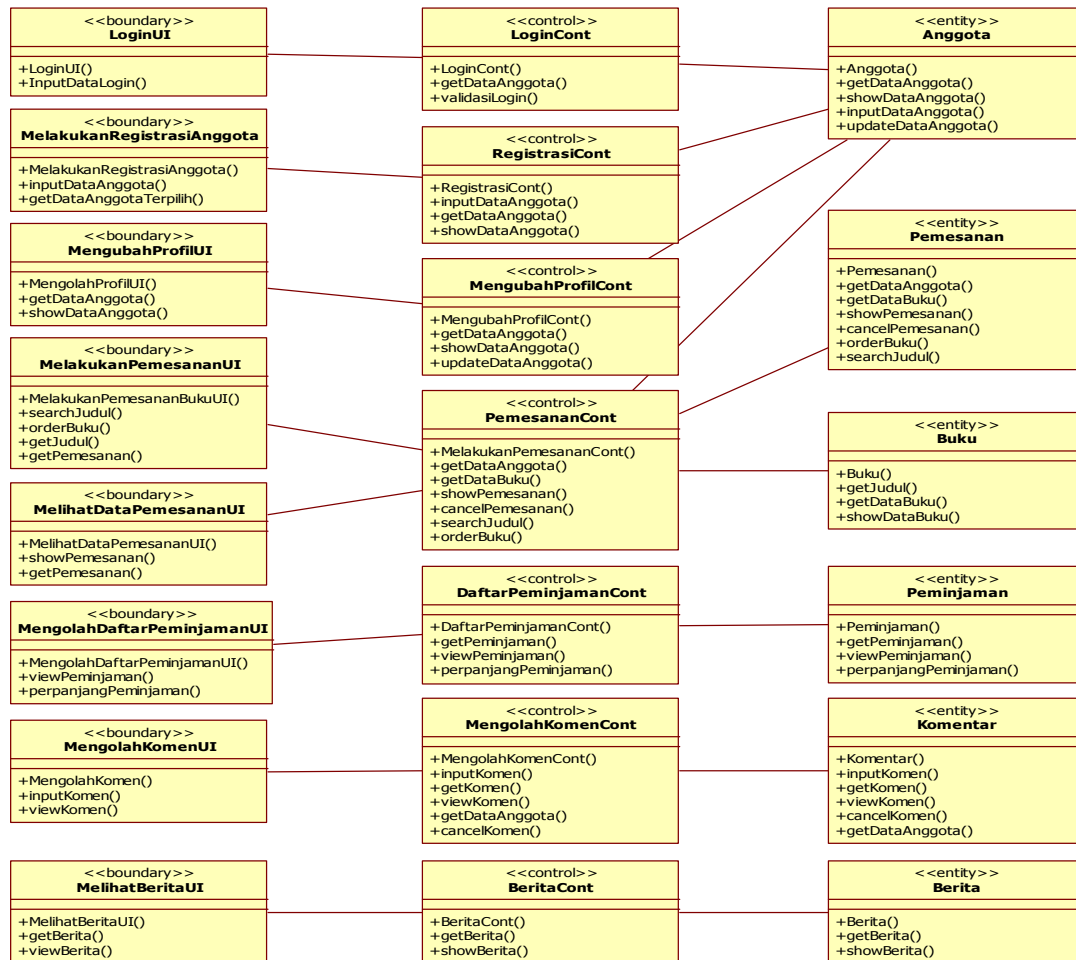 <<boundary>>
LoginUI
+LoginUI()
+InputDataLogin()
<<control>>
LoginCont
+LoginCont()
+getDataAnggota()
+validasiLogin()
<<entity>>
Anggota
+Anggota()
+getDataAnggota()
+showDataAnggota()
+inputDataAnggota()
+updateDataAnggota()
<<boundary>>
MelakukanRegistrasiAnggota
+MelakukanRegistrasiAnggota()
+inputDataAnggota()
+getDataAnggotaTerpilih()
<<control>>
RegistrasiCont
+RegistrasiCont()
+inputDataAnggota()
+getDataAnggota()
+showDataAnggota()
<<boundary>>
MengubahProfilUI
+MengolahProfilUI()
+getDataAnggota()
+showDataAnggota()
<<control>>
MengubahProfilCont
+MengubahProfilCont()
+getDataAnggota()
+showDataAnggota()
+updateDataAnggota()
<<entity>>
Pemesanan
+Pemesanan()
+getDataAnggota()
+getDataBuku()
+showPemesanan()
+cancelPemesanan()
+orderBuku()
+searchJudul()
<<boundary>>
MelakukanPemesananUI
+MelakukanPemesananBukuUI()
+searchJudul()
+orderBuku()
+getJudul()
+getPemesanan()
<<control>>
PemesananCont
+MelakukanPemesananCont()
+getDataAnggota()
+getDataBuku()
+showPemesanan()
+cancelPemesanan()
+searchJudul()
+orderBuku()
<<entity>>
Buku
+Buku()
+getJudul()
+getDataBuku()
+showDataBuku()
<<boundary>>
MelihatDataPemesananUI
+MelihatDataPemesananUI()
+showPemesanan()
+getPemesanan()
<<boundary>>
MengolahDaftarPeminjamanUI
+MengolahDaftarPeminjamanUI()
+viewPeminjaman()
+perpanjangPeminjaman()
<<control>>
DaftarPeminjamanCont
+DaftarPeminjamanCont()
+getPeminjaman()
+viewPeminjaman()
+perpanjangPeminjaman()
<<entity>>
Peminjaman
+Peminjaman()
+getPeminjaman()
+viewPeminjaman()
+perpanjangPeminjaman()
<<boundary>>
MengolahKomenUI
+MengolahKomen()
+inputKomen()
+viewKomen()
<<control>>
MengolahKomenCont
+MengolahKomenCont()
+inputKomen()
+getKomen()
+viewKomen()
+getDataAnggota()
+cancelKomen()
<<entity>>
Komentar
+Komentar()
+inputKomen()
+getKomen()
+viewKomen()
+cancelKomen()
+getDataAnggota()
<<boundary>>
MelihatBeritaUI
+MelihatBeritaUI()
+getBerita()
+viewBerita()
<<control>>
BeritaCont
+BeritaCont()
+getBerita()
+showBerita()
<<entity>>
Berita
+Berita()
+getBerita()
+showBerita()